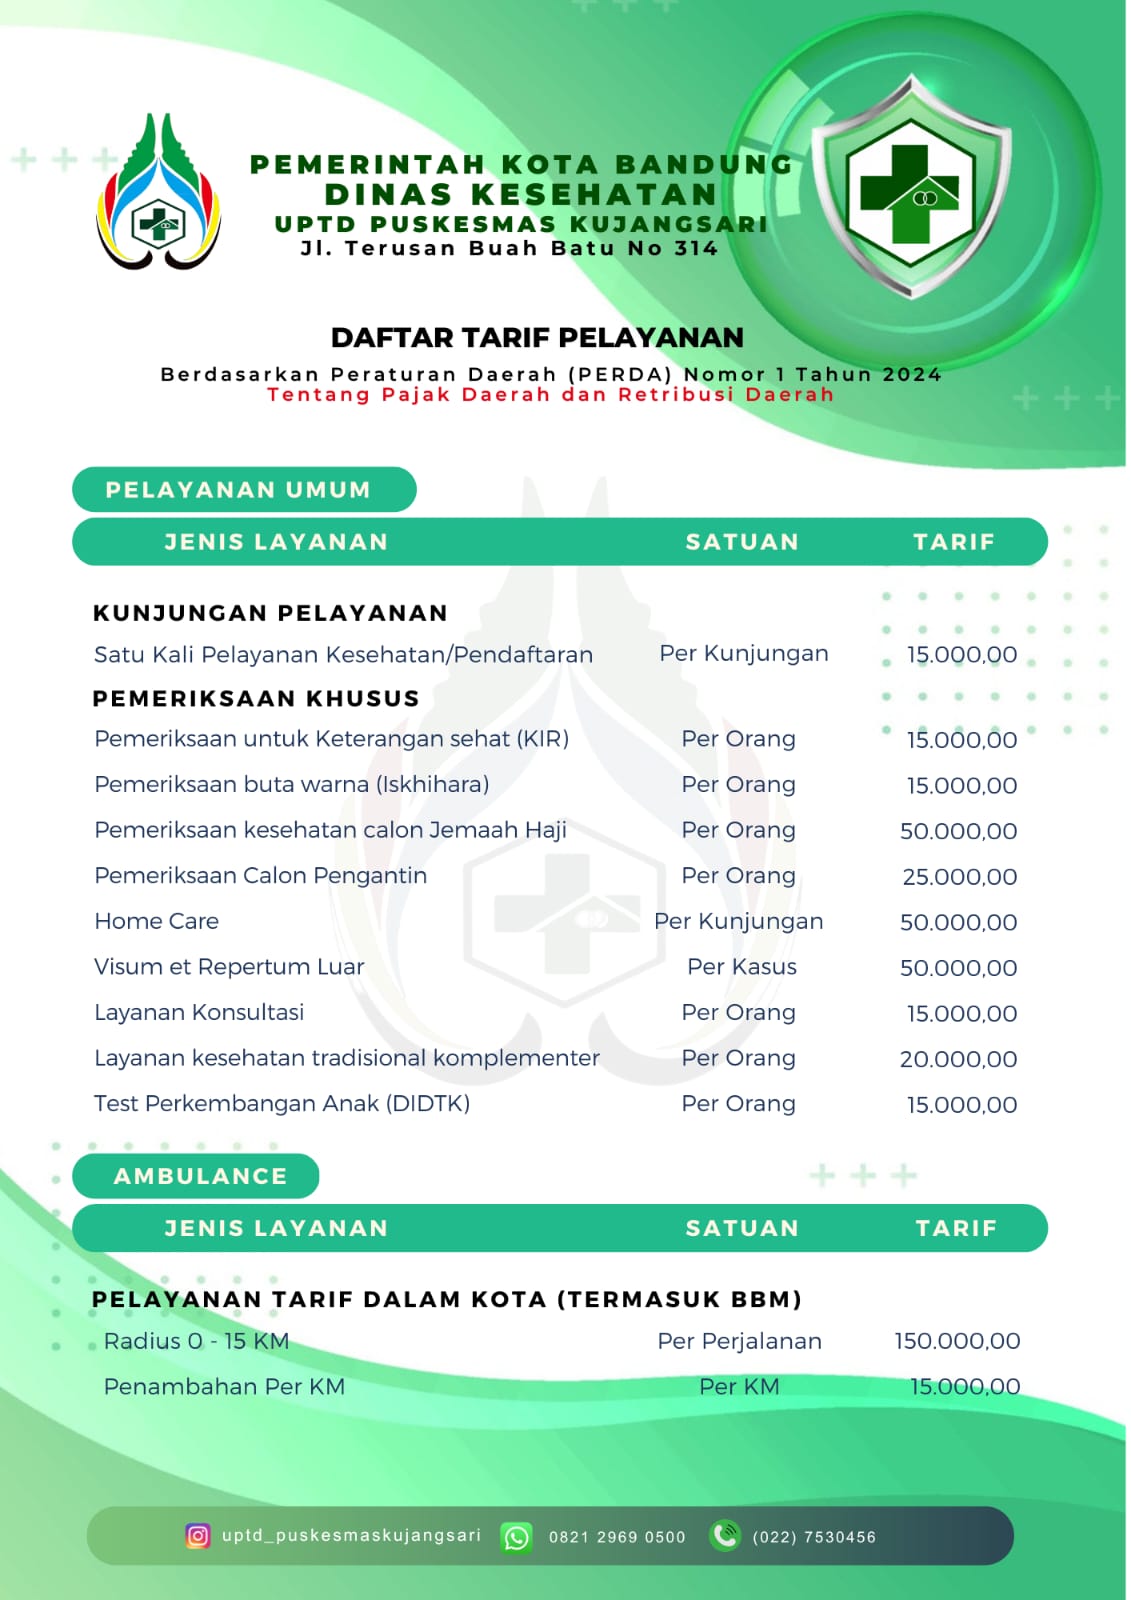 PEMERINTAH KOTA BANDUNG
DINAS KESEHATAN
UPTD PUSKESMAS KUJANGSARI
Jl. Terusan Buah Batu No 314
DAFTAR TARIF PELAYANAN
Berdasarkan Peraturan Daerah (PERDA) Nomor 1 Tahun 2024
Tentang Pajak Daerah dan Retribusi Daerah
PELAYANAN UMUM
JENIS LAYANAN SATUAN TARIF
KUNJUNGAN PELAYANAN
Satu Kali Pelayanan Kesehatan/Pendaftaran Per Kunjungan 15.000,00
PEMERIKSAAN KHUSUS
Pemeriksaan untuk Keterangan sehat (KIR) Per Orang 15.000,00
Pemeriksaan buta warna (Iskhihara) Per Orang 15.000,00
Pemeriksaan kesehatan calon Jemaah Haji Per Orang 50.000,00
Pemeriksaan Calon Pengantin Per Orang 25.000,00
Home Care Per Kunjungan 50.000,00
Visum et Repertum Luar Per Kasus 50.000,00
Layanan Konsultasi Per Orang 15.000,00
Layanan kesehatan tradisional komplementer Per Orang 20.000,00
Test Perkembangan Anak (DIDTK) Per Orang 15.000,00
AMBULANCE
JENIS LAYANAN SATUAN TARIF
PELAYANAN TARIF DALAM KOTA (TERMASUK BBM)
Radius 0 - 15 KM Per Perjalanan 150.000,00
Penambahan Per KM Per KM 15.000,00
uptd_puskesmaskujangsari 0821 2969 0500 (022) 7530456